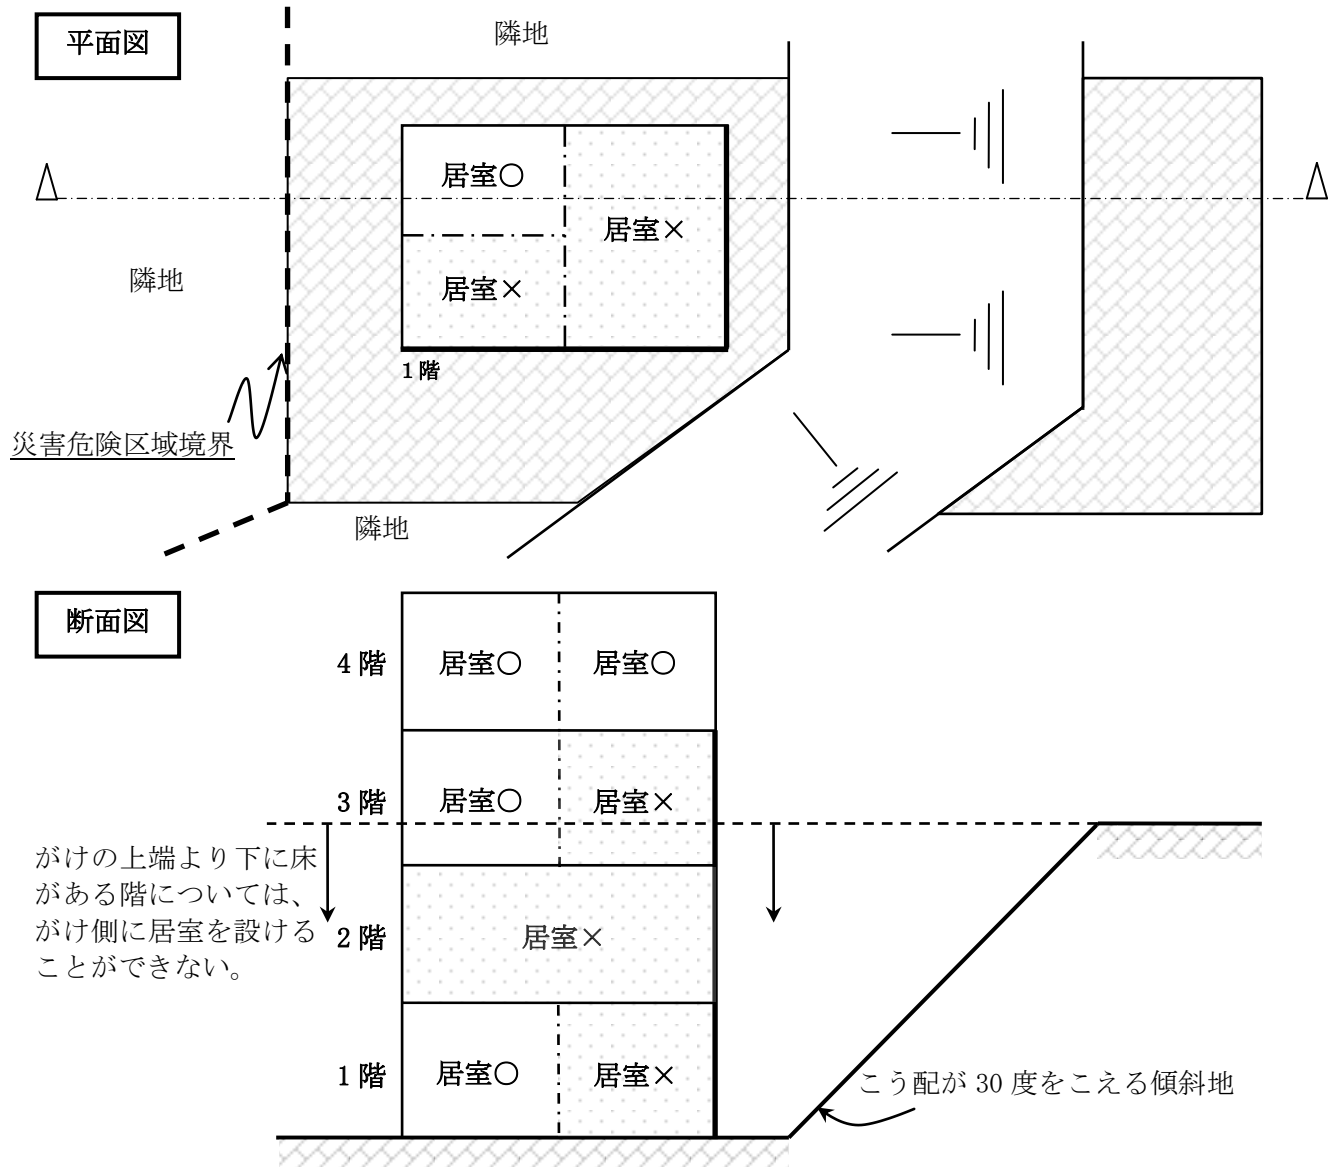 平面図
隣地
居室○
居室×
隣地
居室×
1階
災害危険区域境界
隣地
断面図
4階
居室○
居室○
3階
居室○
居室×
がけの上端より下に床
がある階については、
がけ側に居室を設ける
ことができない。
2階
居室×
1階
居室○
居室×
こう配が 30 度をこえる傾斜地